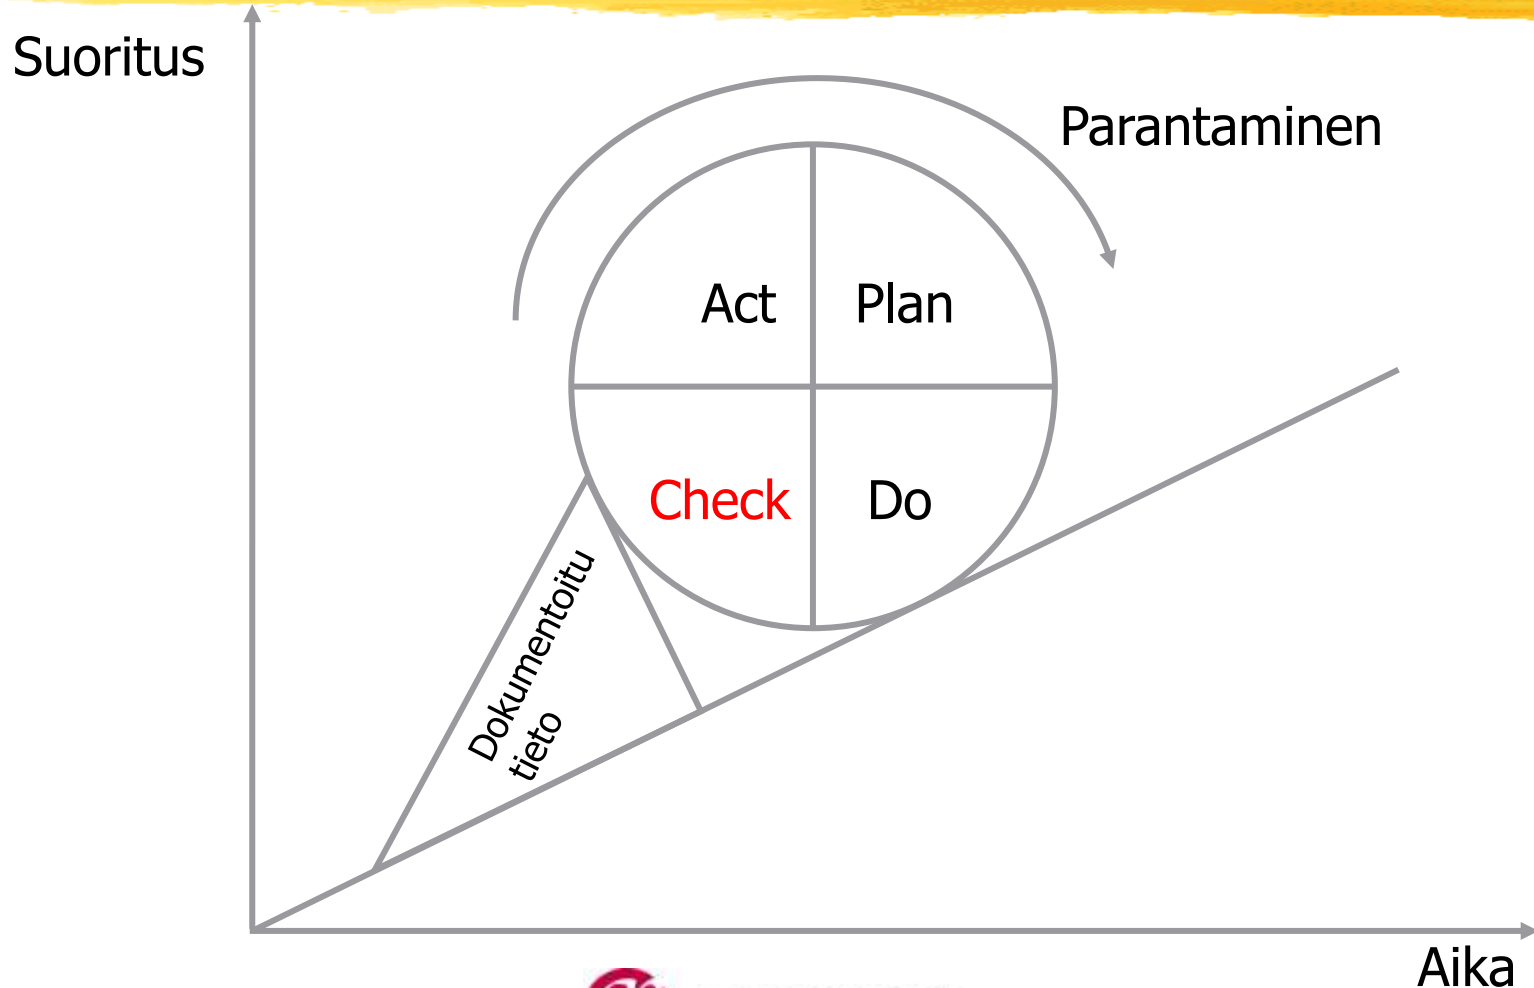 Suoritus
Parantaminen
Act
Plan
Check
Do
Dokumentoitu
tieto
Aika